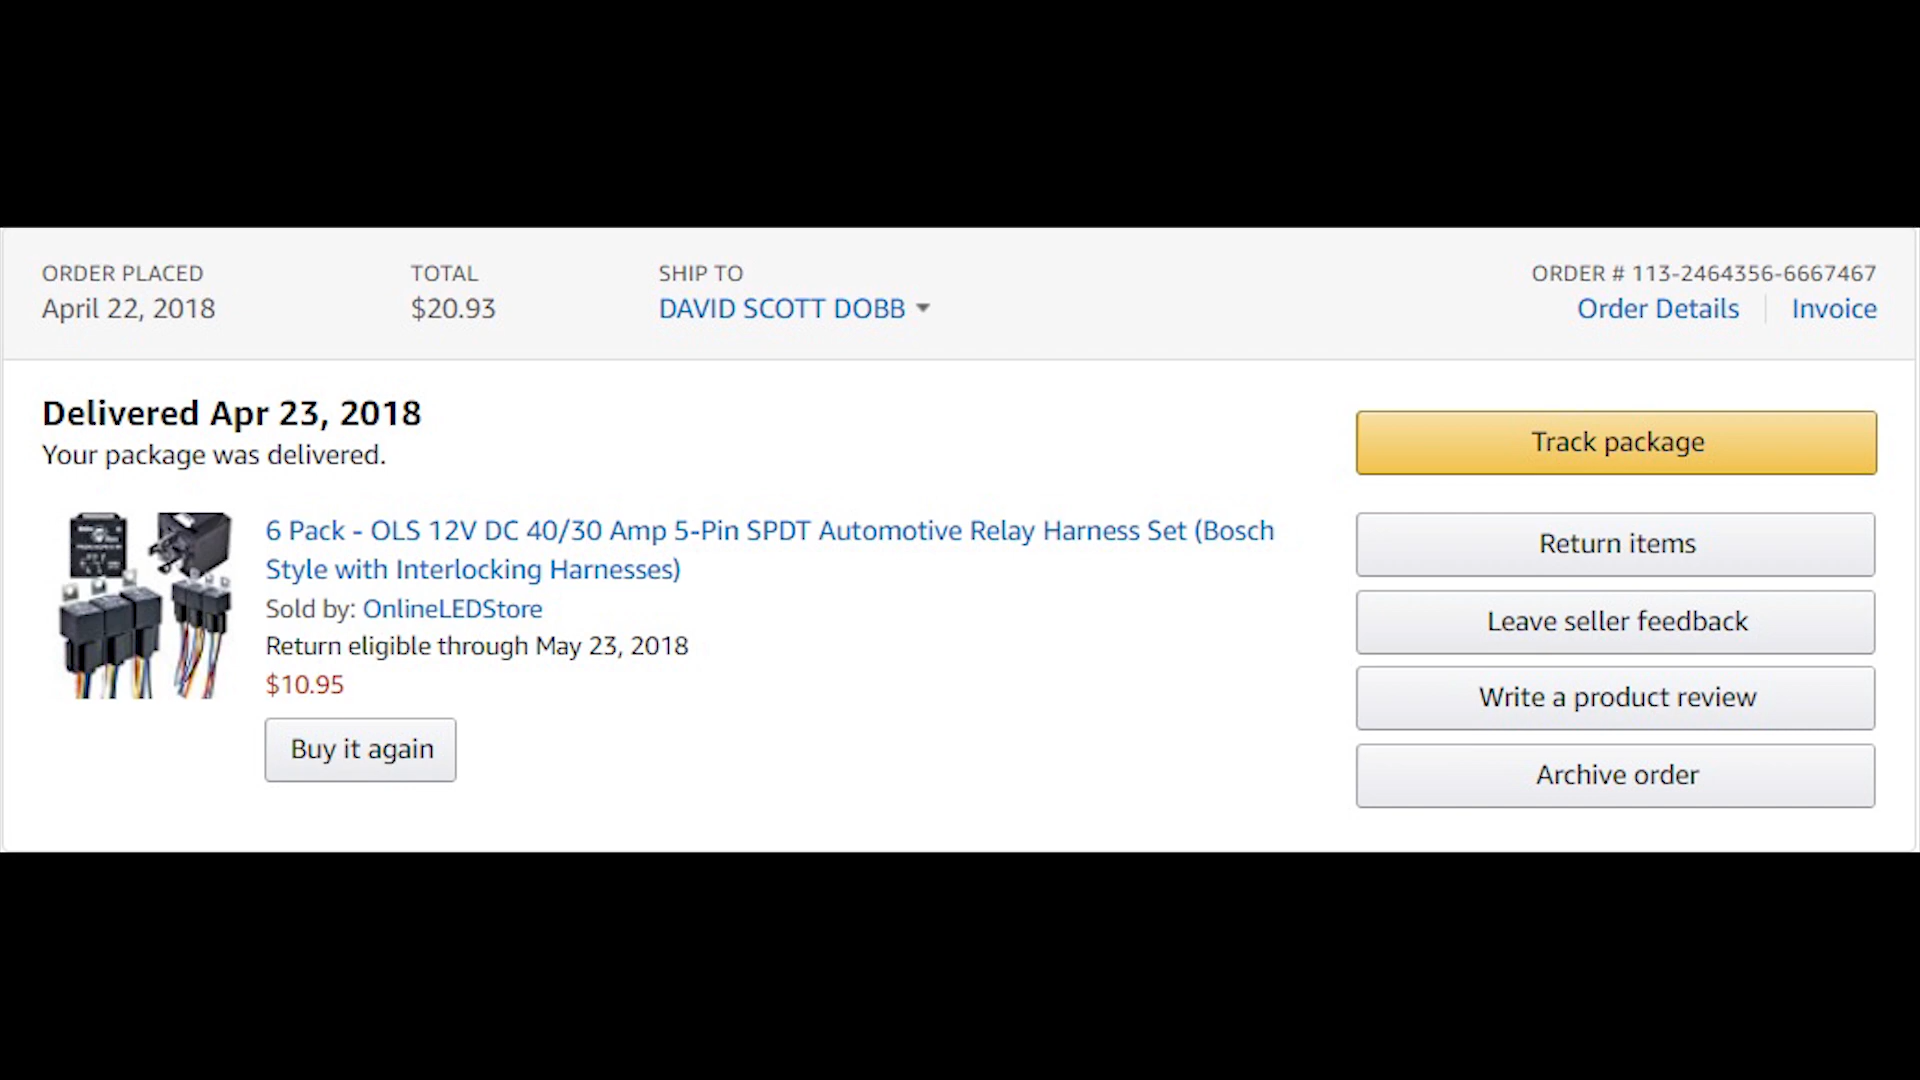 ORDER PLACED
April 22, 2018
TOTAL
$20.93
SHIP TO
DAVID SCOTT DOBB
ORDER # 113-2464356-6667467
Order Details
Invoice
Delivered Apr 23, 2018
Your package was delivered.
6 Pack - OLS 12V DC 40/30 Amp 5-Pin SPDT Automotive Relay Harness Set (Bosch
Style with Interlocking Harnesses)
Sold by: OnlineLEDStore
Return eligible through May 23, 2018
$10.95
Buy it again
Track package
Return items
Leave seller feedback
Write a product review
Archive order